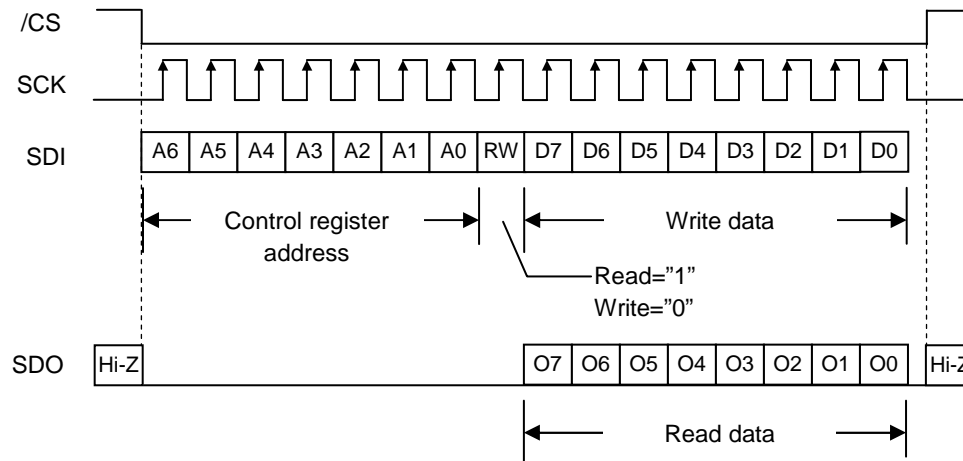 /CS
SCK
SDI A6 A5 A4 A3 A2 A1 A0 RW D7 D6 D5 D4 D3 D2 D1 D0
Control register
address
Write data
Read=”1”
Write=”0”
SDO Hi-Z O7 O6 O5 O4 O3 O2 O1 O0 Hi-Z
Read data